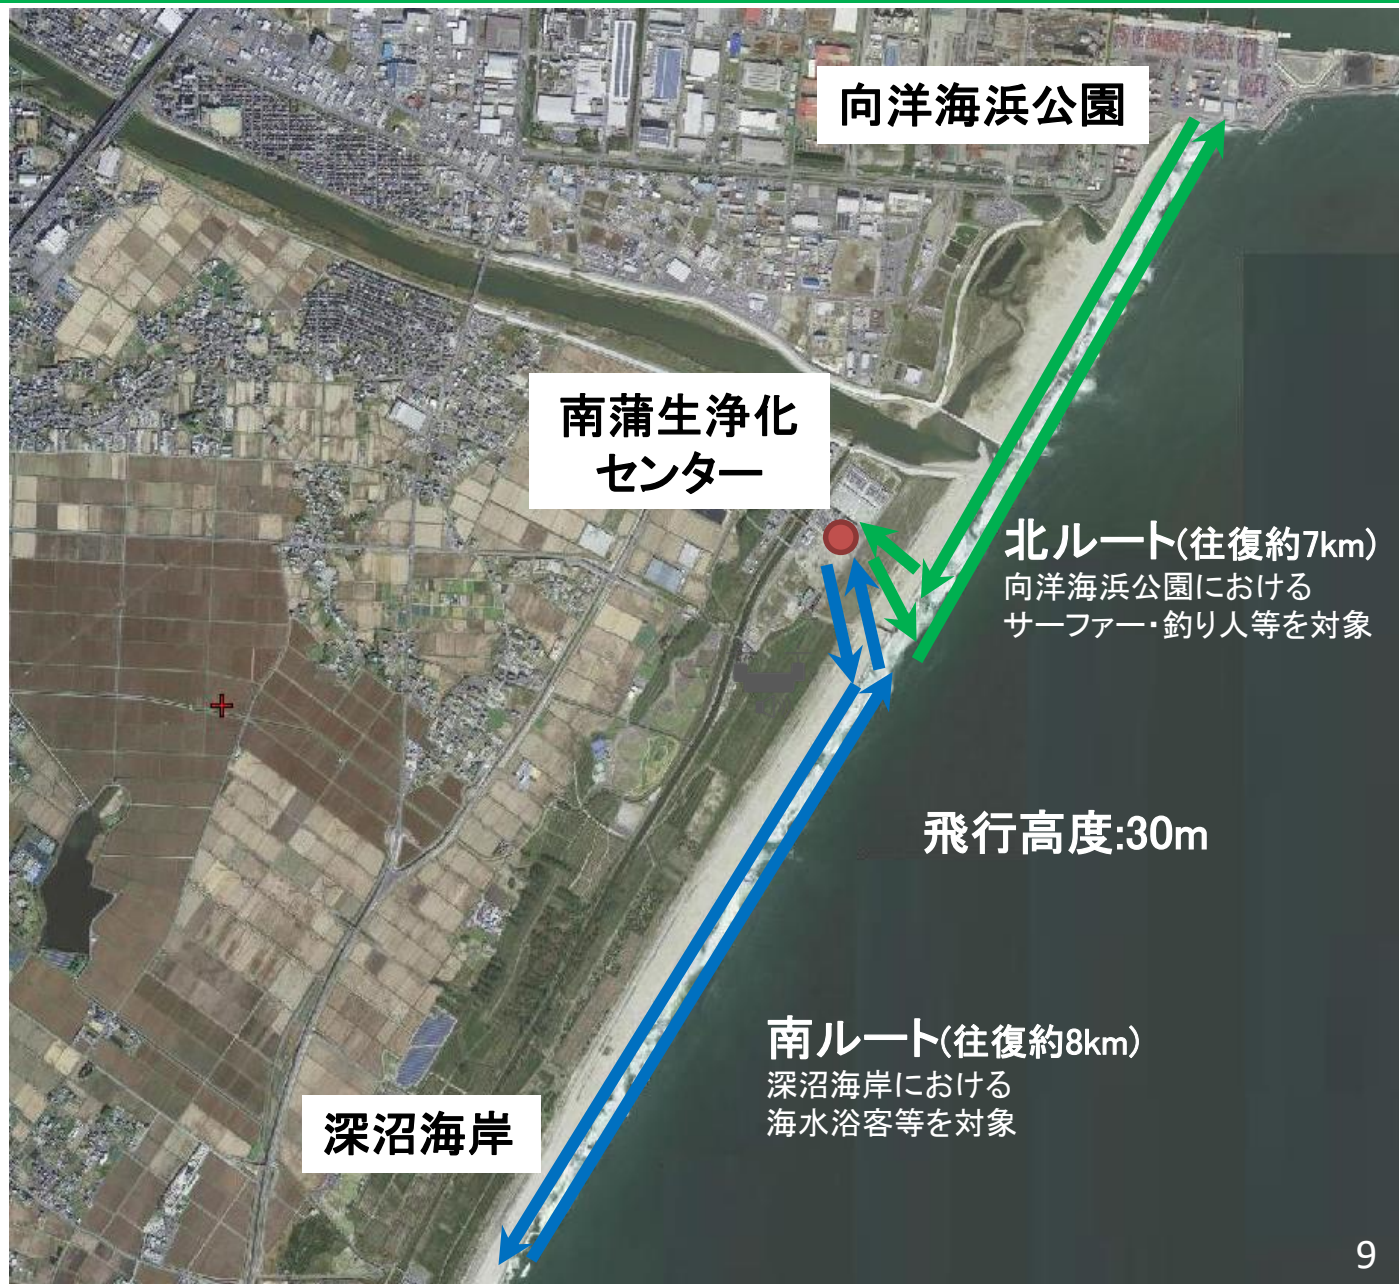 向洋海浜公園
南蒲生浄化
センター
北ルート(往復約7km)
向洋海浜公園における
サーファー・釣り人等を対象
飛行高度:30m
南ルート(往復約8km)
深沼海岸における
海水浴客等を対象
深沼海岸
9